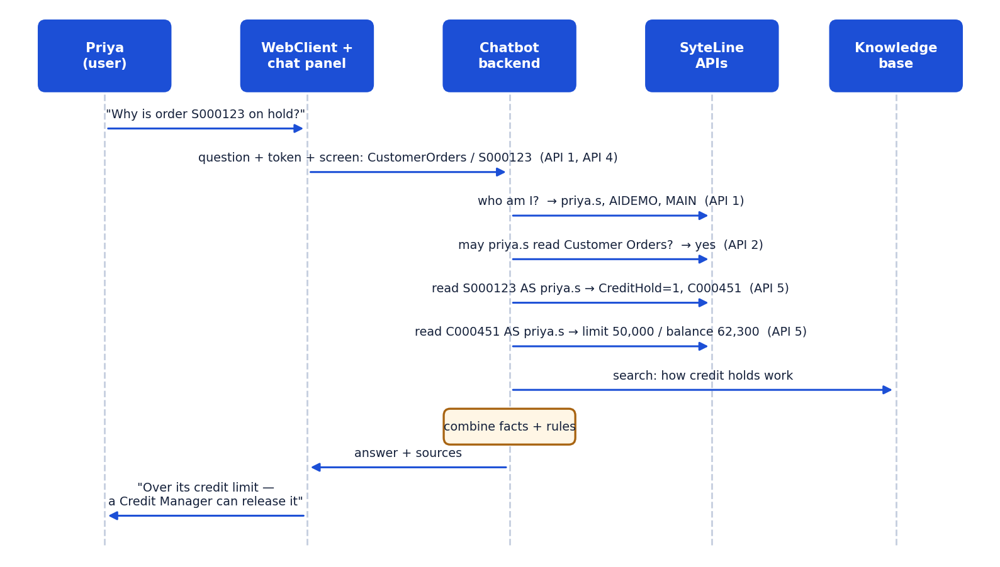 Priya
(user)
WebClient +
chat panel
Chatbot
backend
SyteLine
APIs
Knowledge
base
"Why is order S000123 on hold?"
question + token + screen: CustomerOrders / S000123  (API 1, API 4)
who am I?  → priya.s, AIDEMO, MAIN  (API 1)
may priya.s read Customer Orders?  → yes  (API 2)
read S000123 AS priya.s → CreditHold=1, C000451  (API 5)
read C000451 AS priya.s → limit 50,000 / balance 62,300  (API 5)
search: how credit holds work
combine facts + rules
answer + sources
"Over its credit limit —
a Credit Manager can release it"